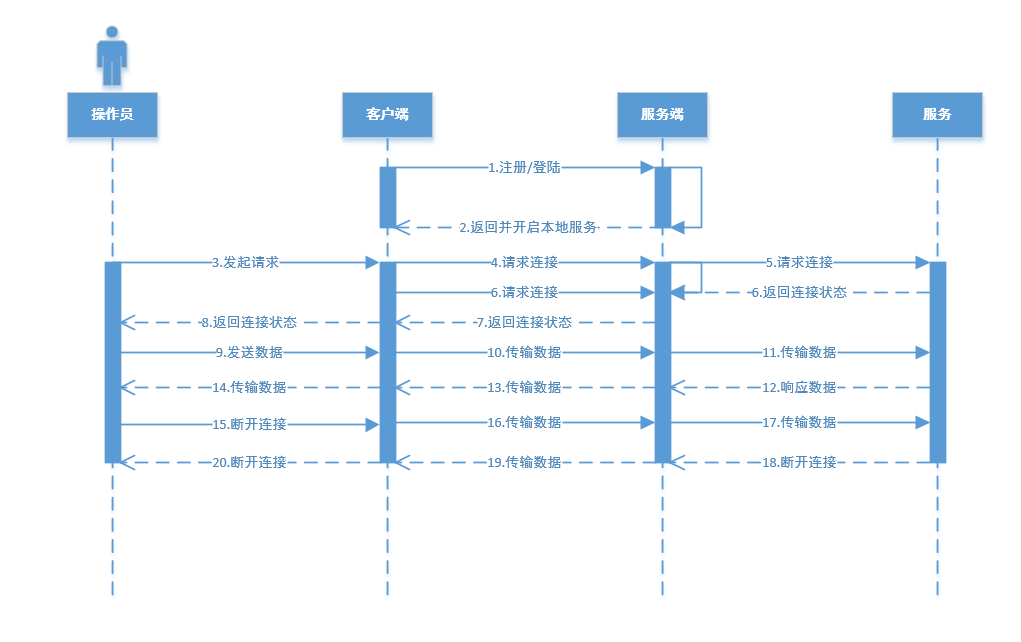 操作员
客户端
服务端
服务
1.注册/登陆
2.返回并开启本地服务
3.发起请求
4.请求连接
5.请求连接
6.请求连接
6.返回连接状态
8.返回连接状态
7.返回连接状态
9.发送数据
10.传输数据
11.传输数据
14.传输数据
13.传输数据
12.响应数据
15.断开连接
16.传输数据
17.传输数据
20.断开连接
19.传输数据
18.断开连接